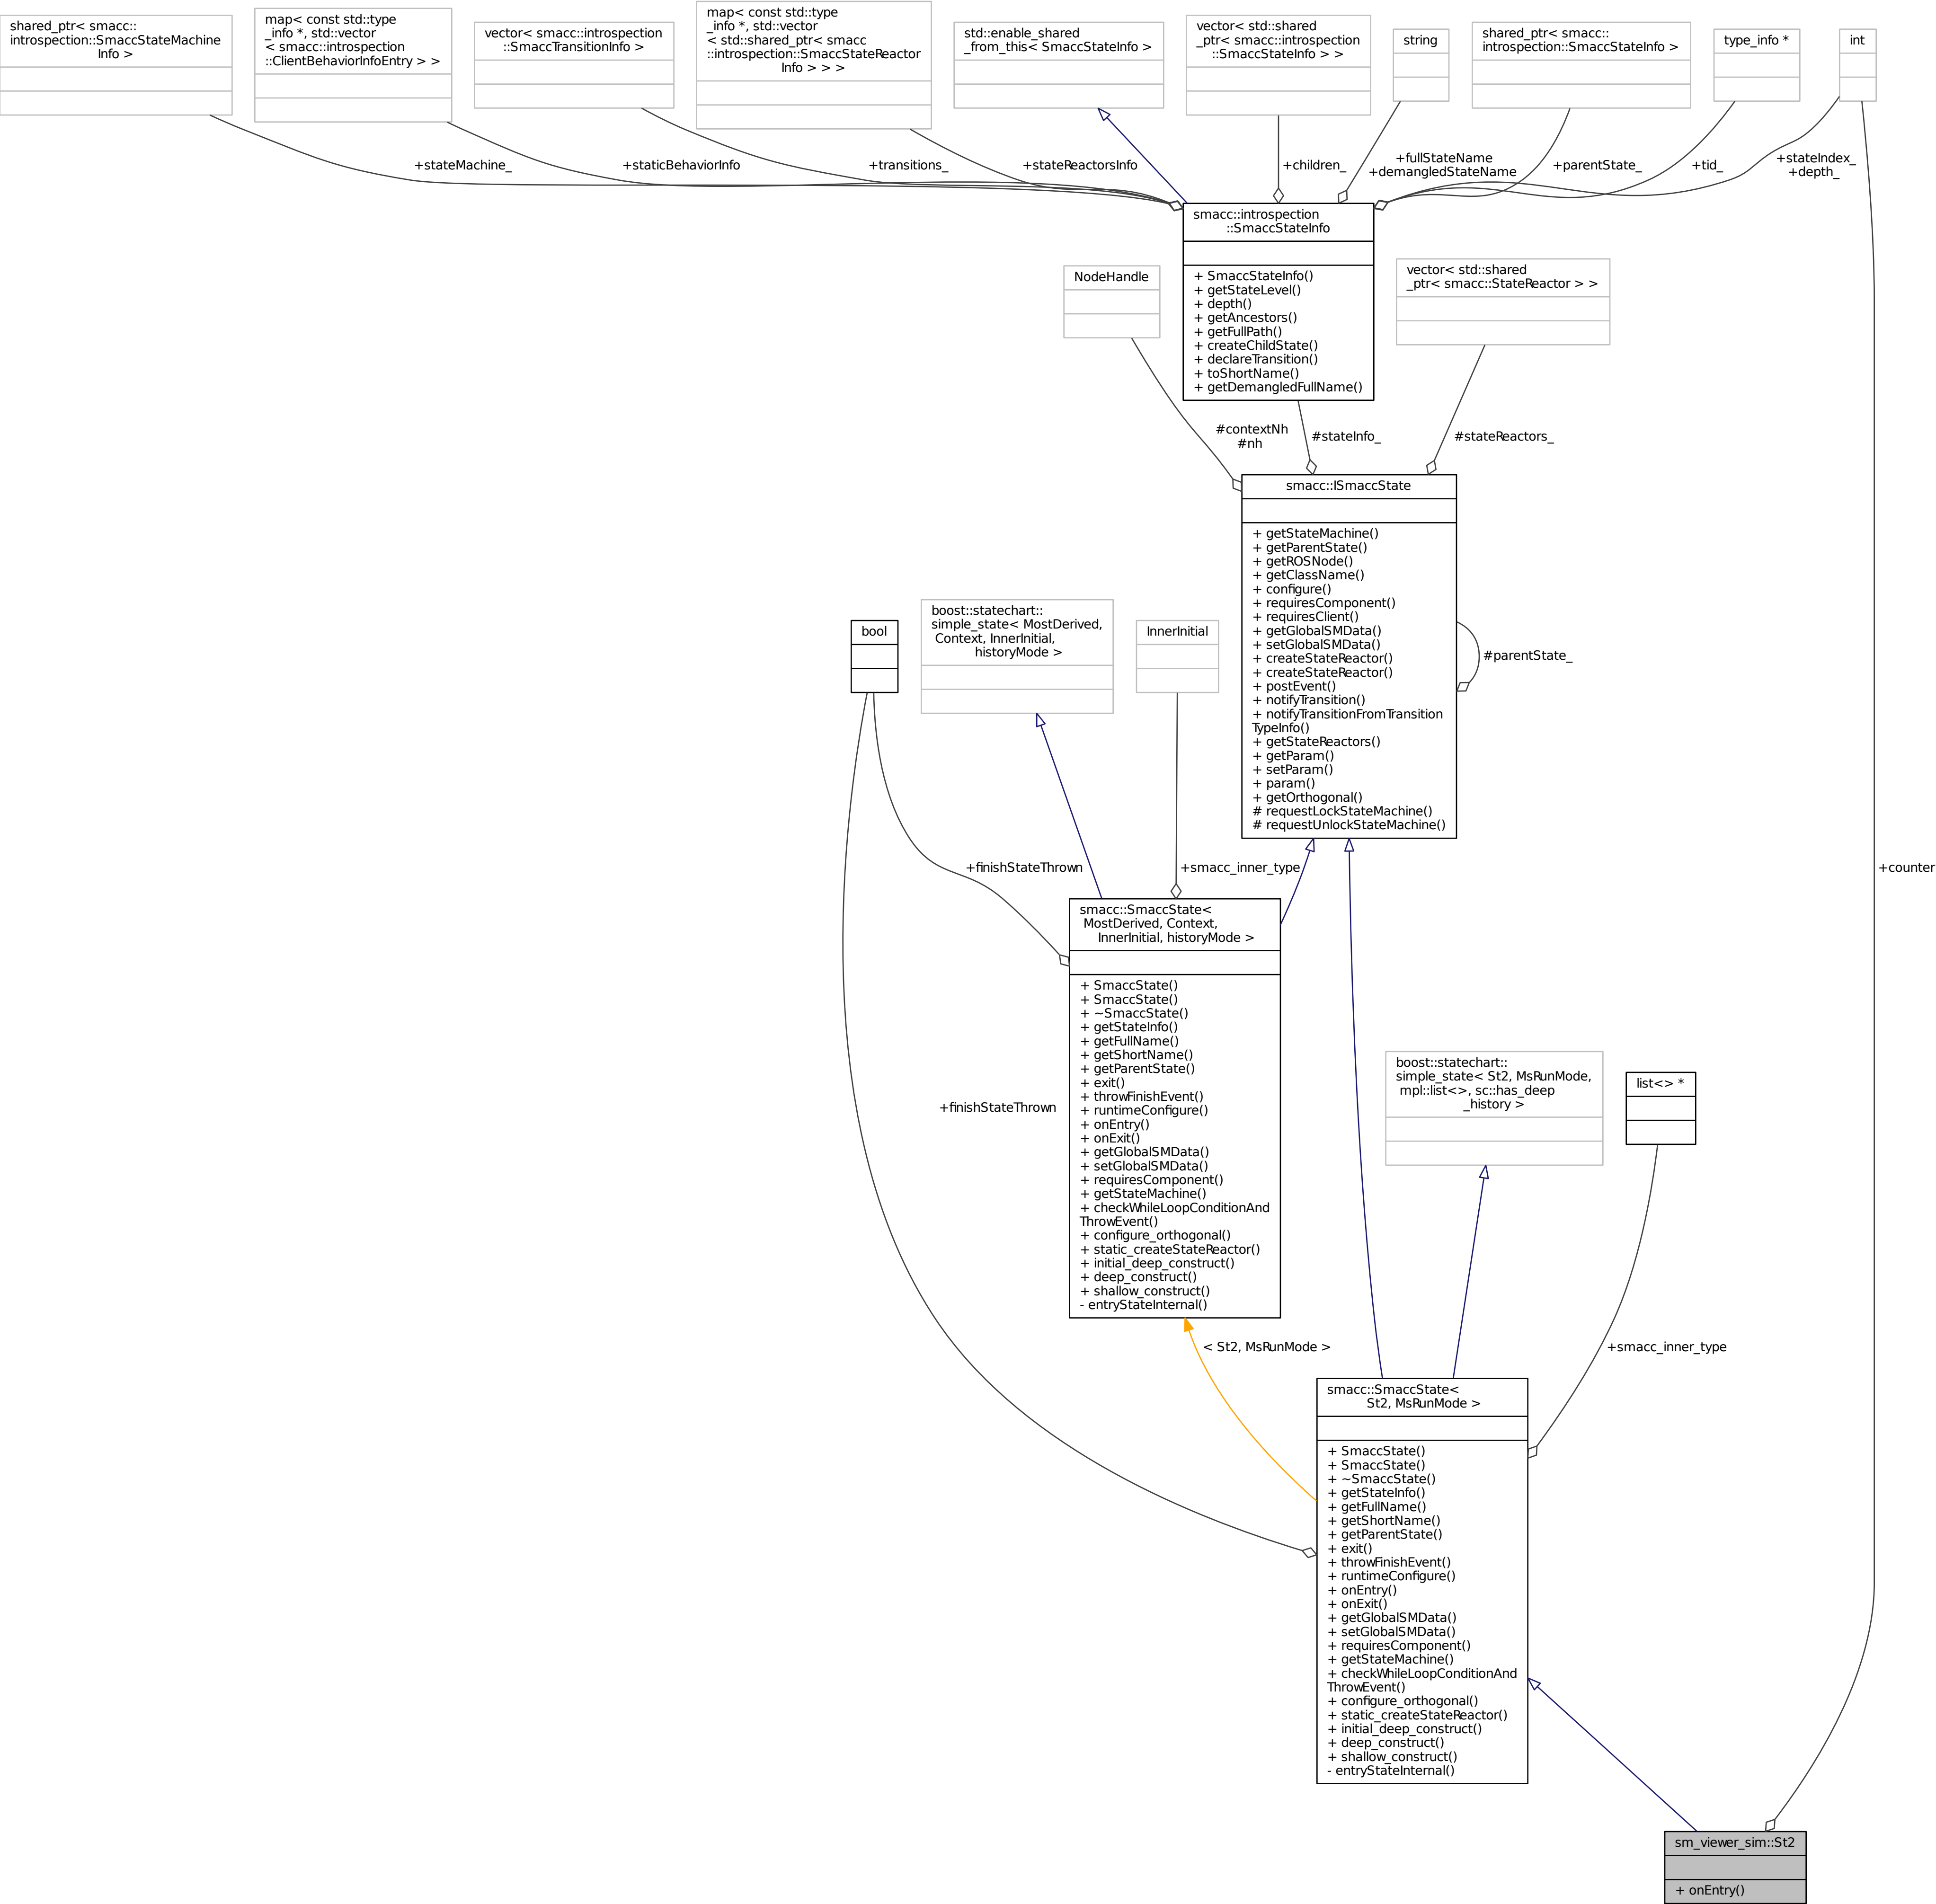 shared_ptr< smacc::
introspection::SmaccStateMachine
Info >
map< const std::type
_info *, std::vector
< smacc::introspection
::ClientBehaviorInfoEntry > >
vector< smacc::introspection
::SmaccTransitionInfo >
map< const std::type
_info *, std::vector
< std::shared_ptr< smacc
::introspection::SmaccStateReactor
Info > > >
std::enable_shared
_from_this< SmaccStateInfo >
vector< std::shared
_ptr< smacc::introspection
::SmaccStateInfo > >
string
shared_ptr< smacc::
introspection::SmaccStateInfo >
type_info *
int
+stateMachine_
+staticBehaviorInfo
+transitions_
+stateReactorsInfo
+children_
+fullStateName
+demangledStateName
+parentState_
+tid_
+stateIndex_
+depth_
smacc::introspection
::SmaccStateInfo
+ SmaccStateInfo()
+ getStateLevel()
+ depth()
+ getAncestors()
+ getFullPath()
+ createChildState()
+ declareTransition()
+ toShortName()
+ getDemangledFullName()
NodeHandle
vector< std::shared
_ptr< smacc::StateReactor > >
#contextNh
#nh
#stateInfo_
#stateReactors_
smacc::ISmaccState
+ getStateMachine()
+ getParentState()
+ getROSNode()
+ getClassName()
+ configure()
+ requiresComponent()
+ requiresClient()
+ getGlobalSMData()
+ setGlobalSMData()
+ createStateReactor()
+ createStateReactor()
+ postEvent()
+ notifyTransition()
+ notifyTransitionFromTransition
TypeInfo()
+ getStateReactors()
+ getParam()
+ setParam()
+ param()
+ getOrthogonal()
# requestLockStateMachine()
# requestUnlockStateMachine()
#parentState_
bool
boost::statechart::
simple_state< MostDerived,
Context, InnerInitial,
historyMode >
InnerInitial
+finishStateThrown
+smacc_inner_type
+counter
smacc::SmaccState<
MostDerived, Context,
InnerInitial, historyMode >
+ SmaccState()
+ SmaccState()
+ ~SmaccState()
+ getStateInfo()
+ getFullName()
+ getShortName()
+ getParentState()
+ exit()
+ throwFinishEvent()
+ runtimeConfigure()
+ onEntry()
+ onExit()
+ getGlobalSMData()
+ setGlobalSMData()
+ requiresComponent()
+ getStateMachine()
+ checkWhileLoopConditionAnd
ThrowEvent()
+ configure_orthogonal()
+ static_createStateReactor()
+ initial_deep_construct()
+ deep_construct()
+ shallow_construct()
- entryStateInternal()
+finishStateThrown
boost::statechart::
simple_state< St2, MsRunMode,
mpl::list<>, sc::has_deep
_history >
list<> *
< St2, MsRunMode >
+smacc_inner_type
smacc::SmaccState<
St2, MsRunMode >
+ SmaccState()
+ SmaccState()
+ ~SmaccState()
+ getStateInfo()
+ getFullName()
+ getShortName()
+ getParentState()
+ exit()
+ throwFinishEvent()
+ runtimeConfigure()
+ onEntry()
+ onExit()
+ getGlobalSMData()
+ setGlobalSMData()
+ requiresComponent()
+ getStateMachine()
+ checkWhileLoopConditionAnd
ThrowEvent()
+ configure_orthogonal()
+ static_createStateReactor()
+ initial_deep_construct()
+ deep_construct()
+ shallow_construct()
- entryStateInternal()
sm_viewer_sim::St2
+ onEntry()